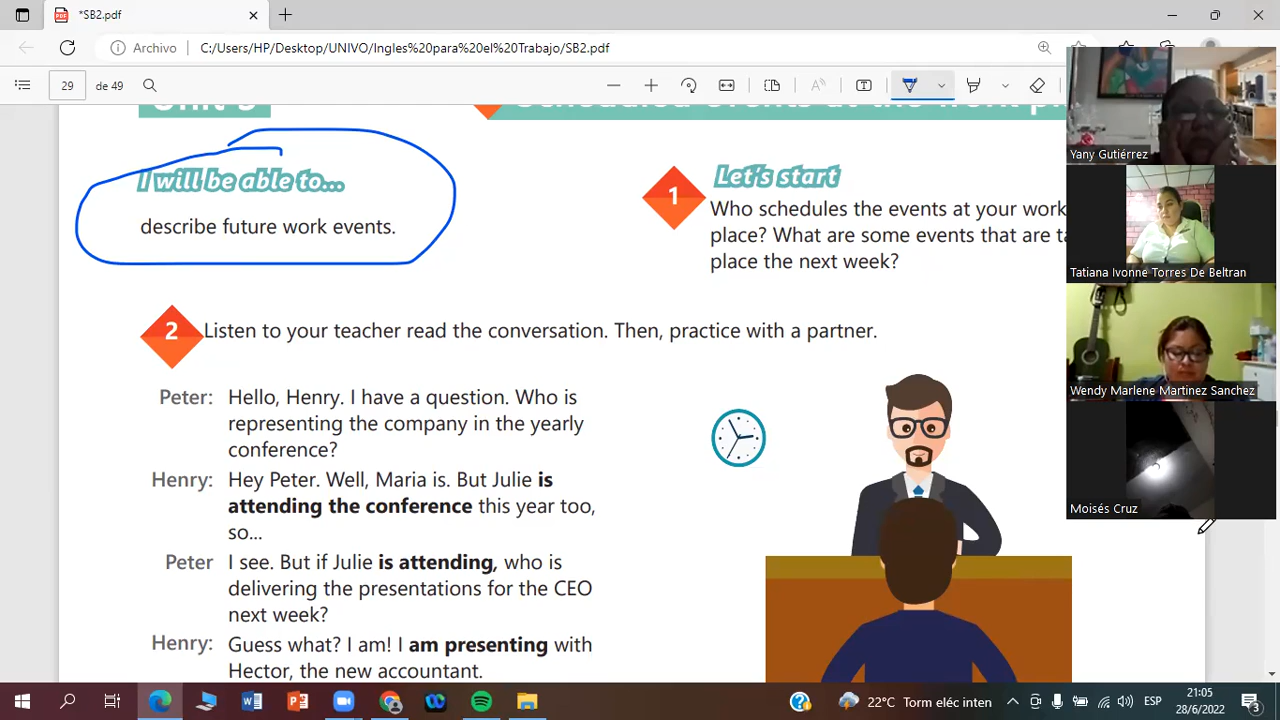 *SB2.pdf
Archivo
C:/Users/HP/Desktop/UNIVO/Ingles%20para%20el%20Trabajo/SB2.pdf
29
de 49
I will be able to...
describe future work events.
1
Let's start
Who schedules the events at your work
place? What are some events that are
place the next week?
2
Listen to your teacher read the conversation. Then, practice with a partner.
Peter: Hello, Henry. I have a question. Who is
representing the company in the yearly
conference?
Henry: Hey Peter. Well, Maria is. But Julie is
attending the conference this year too,
so...
Peter I see. But if Julie is attending, who is
delivering the presentations for the CEO
next week?
Henry: Guess what? I am! I am presenting with
Hector, the new accountant.
Yany Gutiérrez
Tatiana Ivonne Torres De Beltran
Wendy Marlene Martinez Sanchez
Moisés Cruz
22°C Torm eléc inten
ESP
21:05
28/6/2022
3